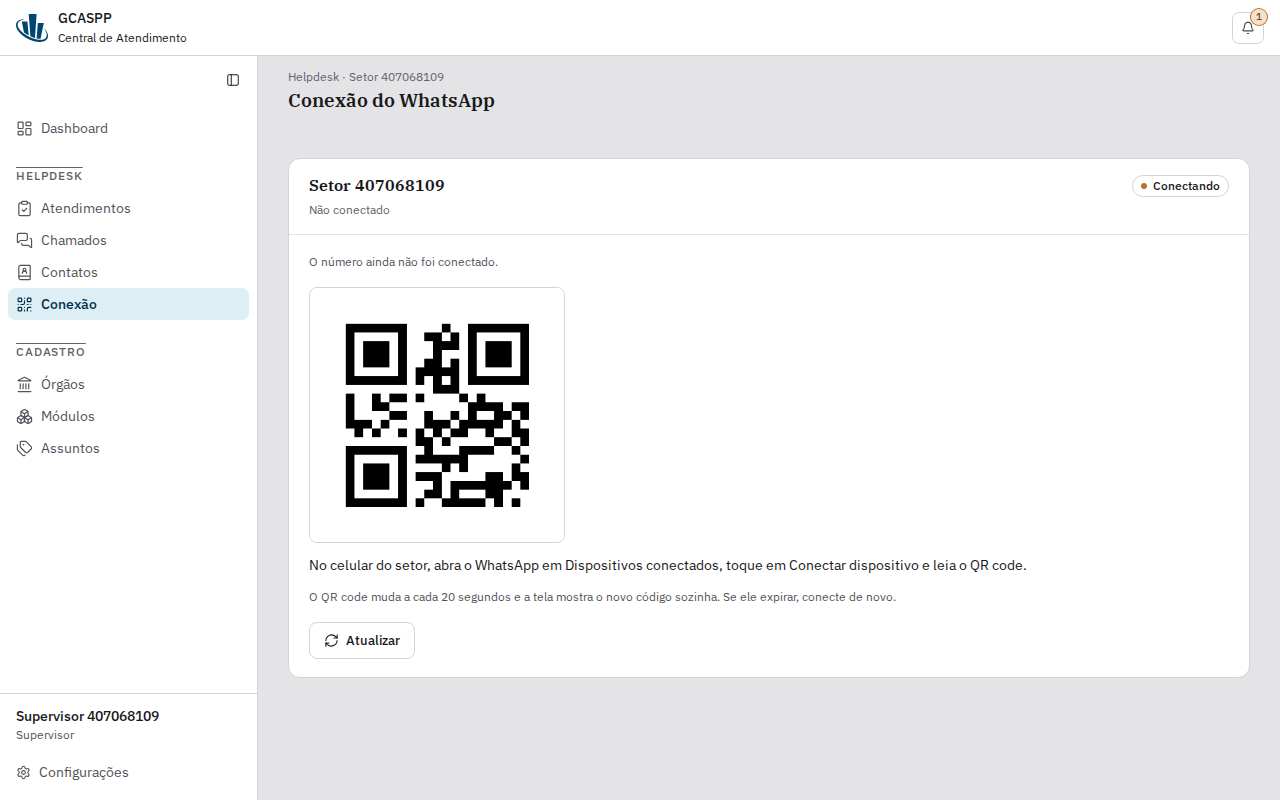 GCASPP
Central de Atendimento
1
Dashboard
HELPDESK
Atendimentos
Chamados
Contatos
Conexão
CADASTRO
Órgãos
Módulos
Assuntos
Supervisor 407068109
Supervisor
Configurações
Helpdesk · Setor 407068109
Conexão do WhatsApp
Setor 407068109
Conectando
Não conectado
O número ainda não foi conectado.
No celular do setor, abra o WhatsApp em Dispositivos conectados, toque em Conectar dispositivo e leia o QR code.
O QR code muda a cada 20 segundos e a tela mostra o novo código sozinha. Se ele expirar, conecte de novo.
Atualizar